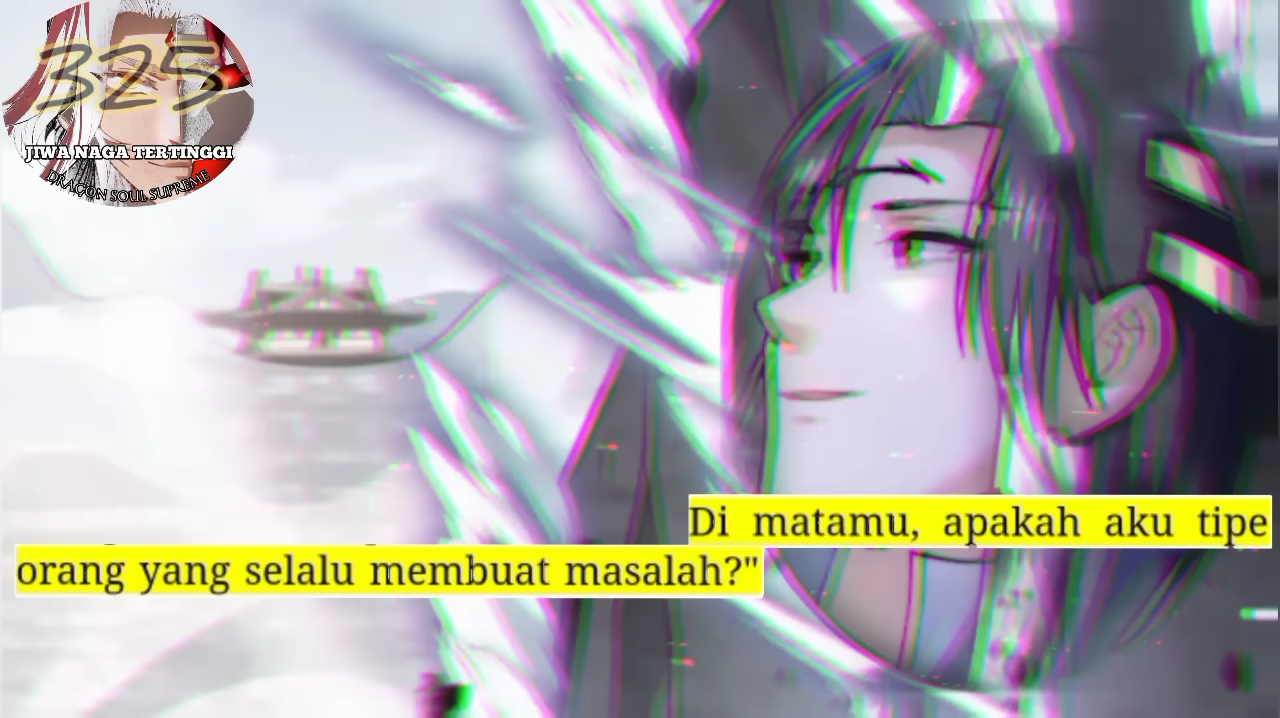 325
JIWA NAGA TERTINGGI
DRAGON SOUL SUPREME
Di matamu, apakah aku tipe
orang yang selalu membuat masalah?"